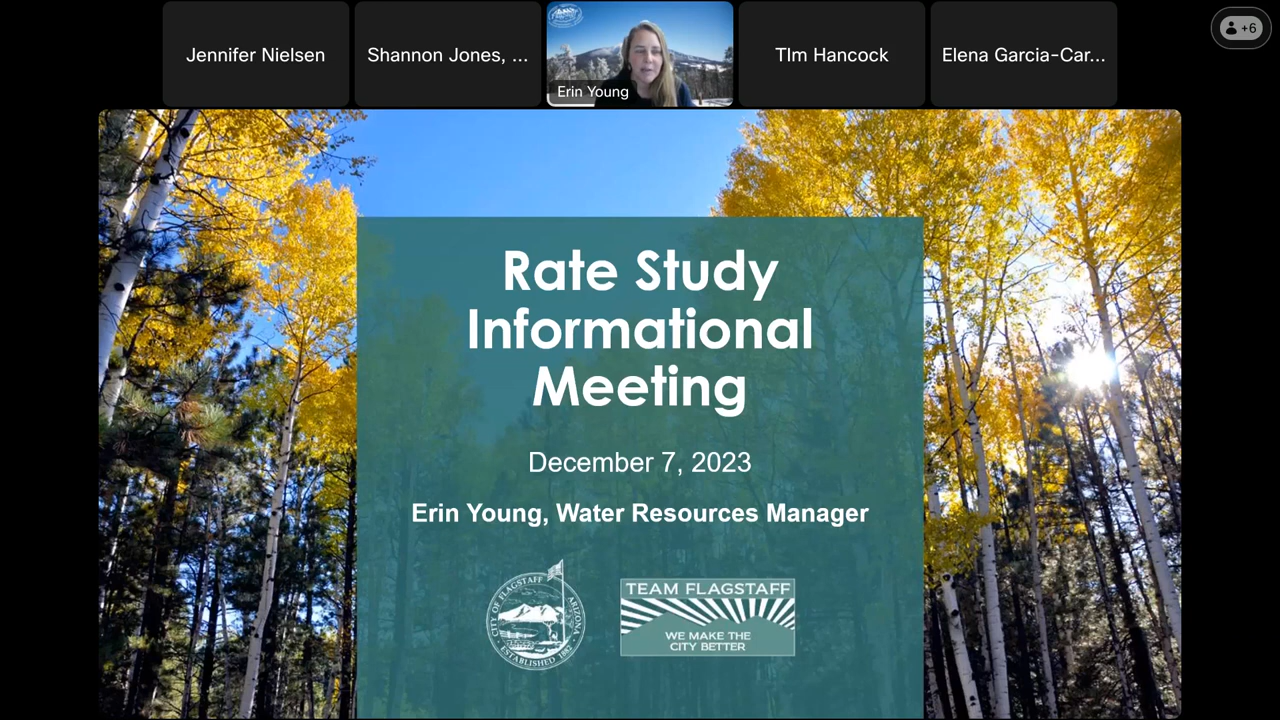 Jennifer Nielsen
Shannon Jones, ...
Erin Young
TIm Hancock
Elena Garcia-Car...
+6
Rate Study
Informational
Meeting
December 7, 2023
Erin Young, Water Resources Manager
CITY OF FLAGSTAFF
ARIZONA
ESTABLISHED 1882
TEAM FLAGSTAFF
WE MAKE THE
CITY BETTER